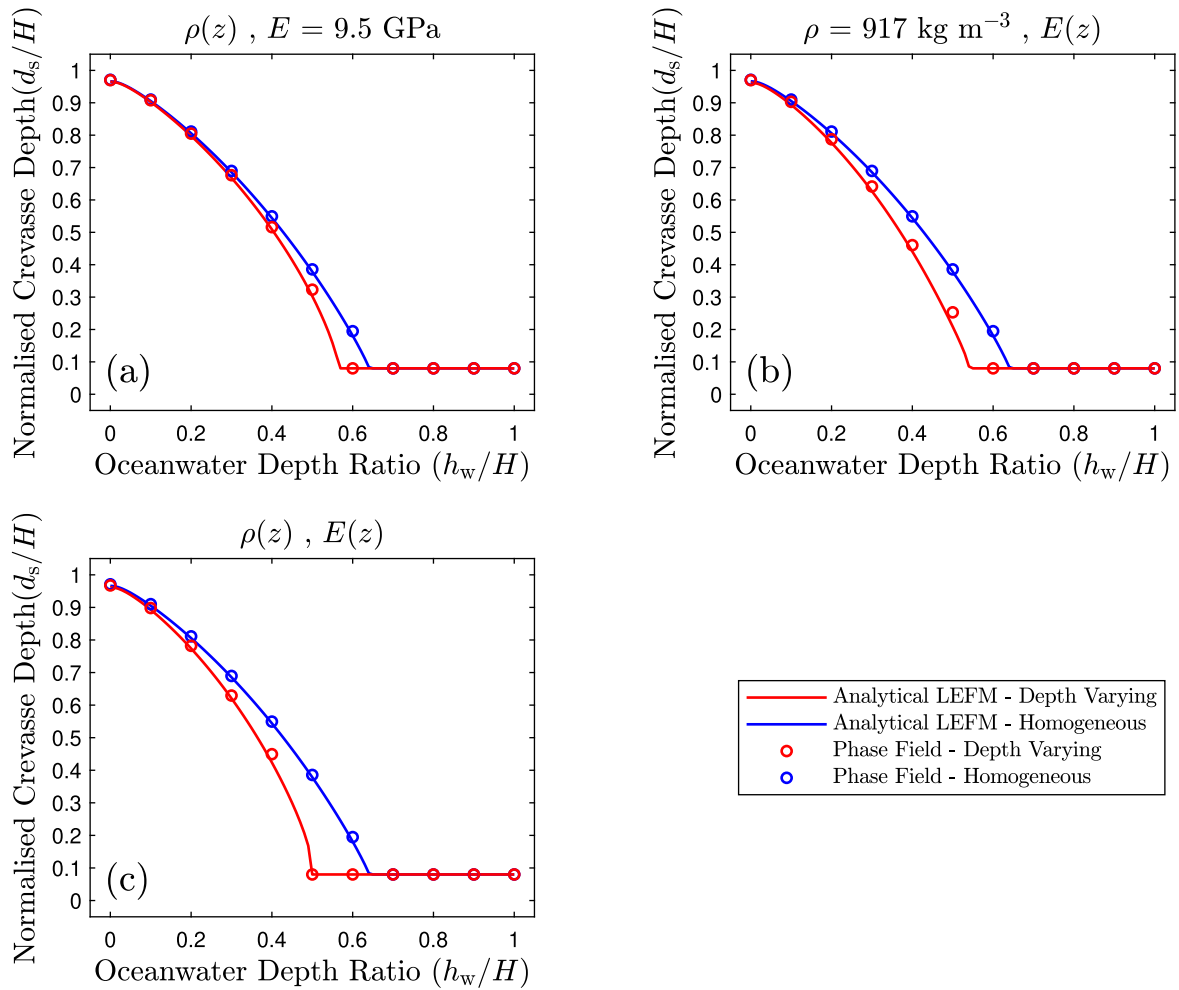 ρ(z) , E = 9.5 GPa
Normalised Crevasse Depth(d_s/H)
1
0.9
0.8
0.7
0.6
0.5
0.4
0.3
0.2
0.1
0
(a)
0 0.2 0.4 0.6 0.8 1
Oceanwater Depth Ratio (h_w/H)
ρ = 917 kg m⁻³ , E(z)
Normalised Crevasse Depth(d_s/H)
1
0.9
0.8
0.7
0.6
0.5
0.4
0.3
0.2
0.1
0
(b)
0 0.2 0.4 0.6 0.8 1
Oceanwater Depth Ratio (h_w/H)
ρ(z) , E(z)
Normalised Crevasse Depth(d_s/H)
1
0.9
0.8
0.7
0.6
0.5
0.4
0.3
0.2
0.1
0
(c)
0 0.2 0.4 0.6 0.8 1
Oceanwater Depth Ratio (h_w/H)
Analytical LEFM - Depth Varying
Analytical LEFM - Homogeneous
Phase Field - Depth Varying
Phase Field - Homogeneous